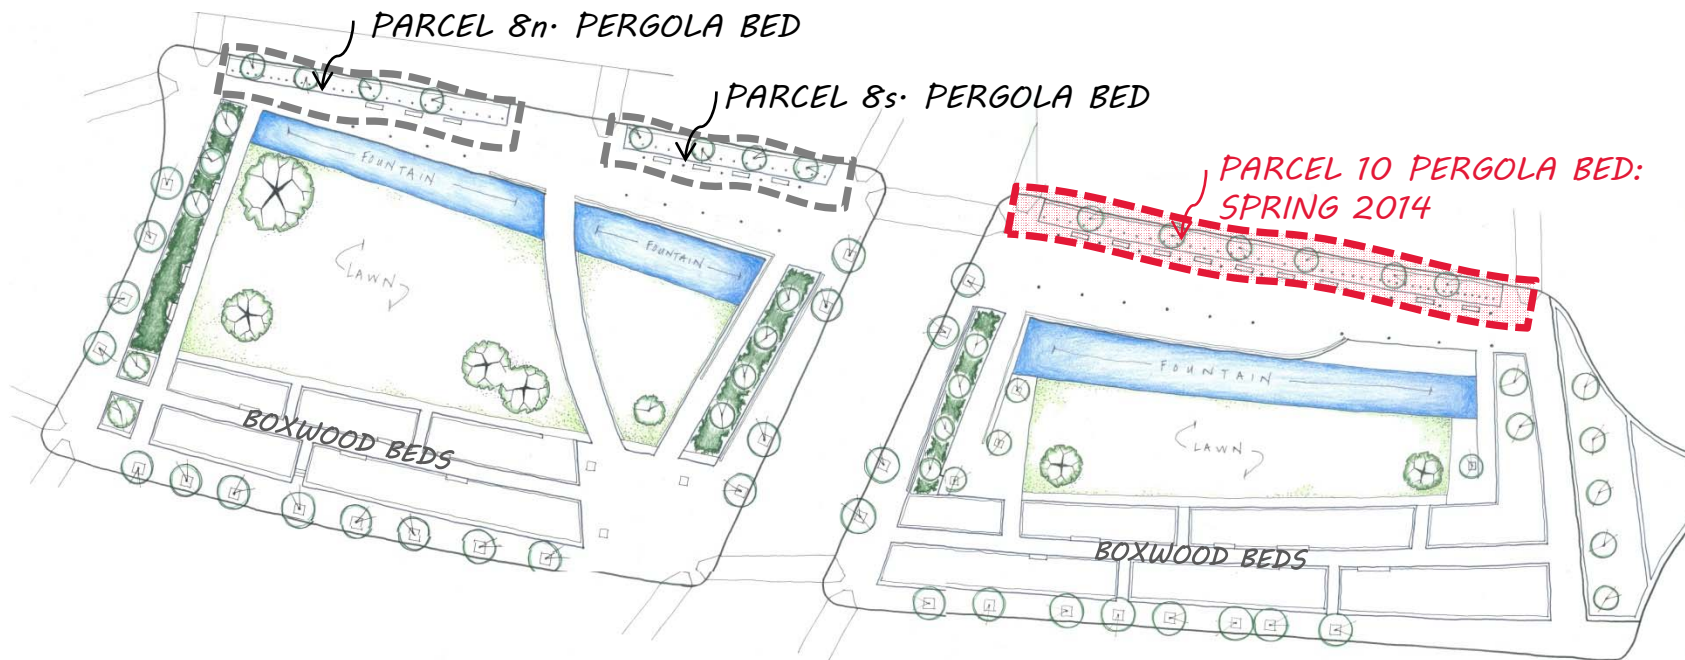 PARCEL 8n. PERGOLA BED
PARCEL 8s. PERGOLA BED
PARCEL 10 PERGOLA BED:
SPRING 2014
FOUNTAIN
FOUNTAIN
LAWN
BOXWOOD BEDS
FOUNTAIN
LAWN
BOXWOOD BEDS